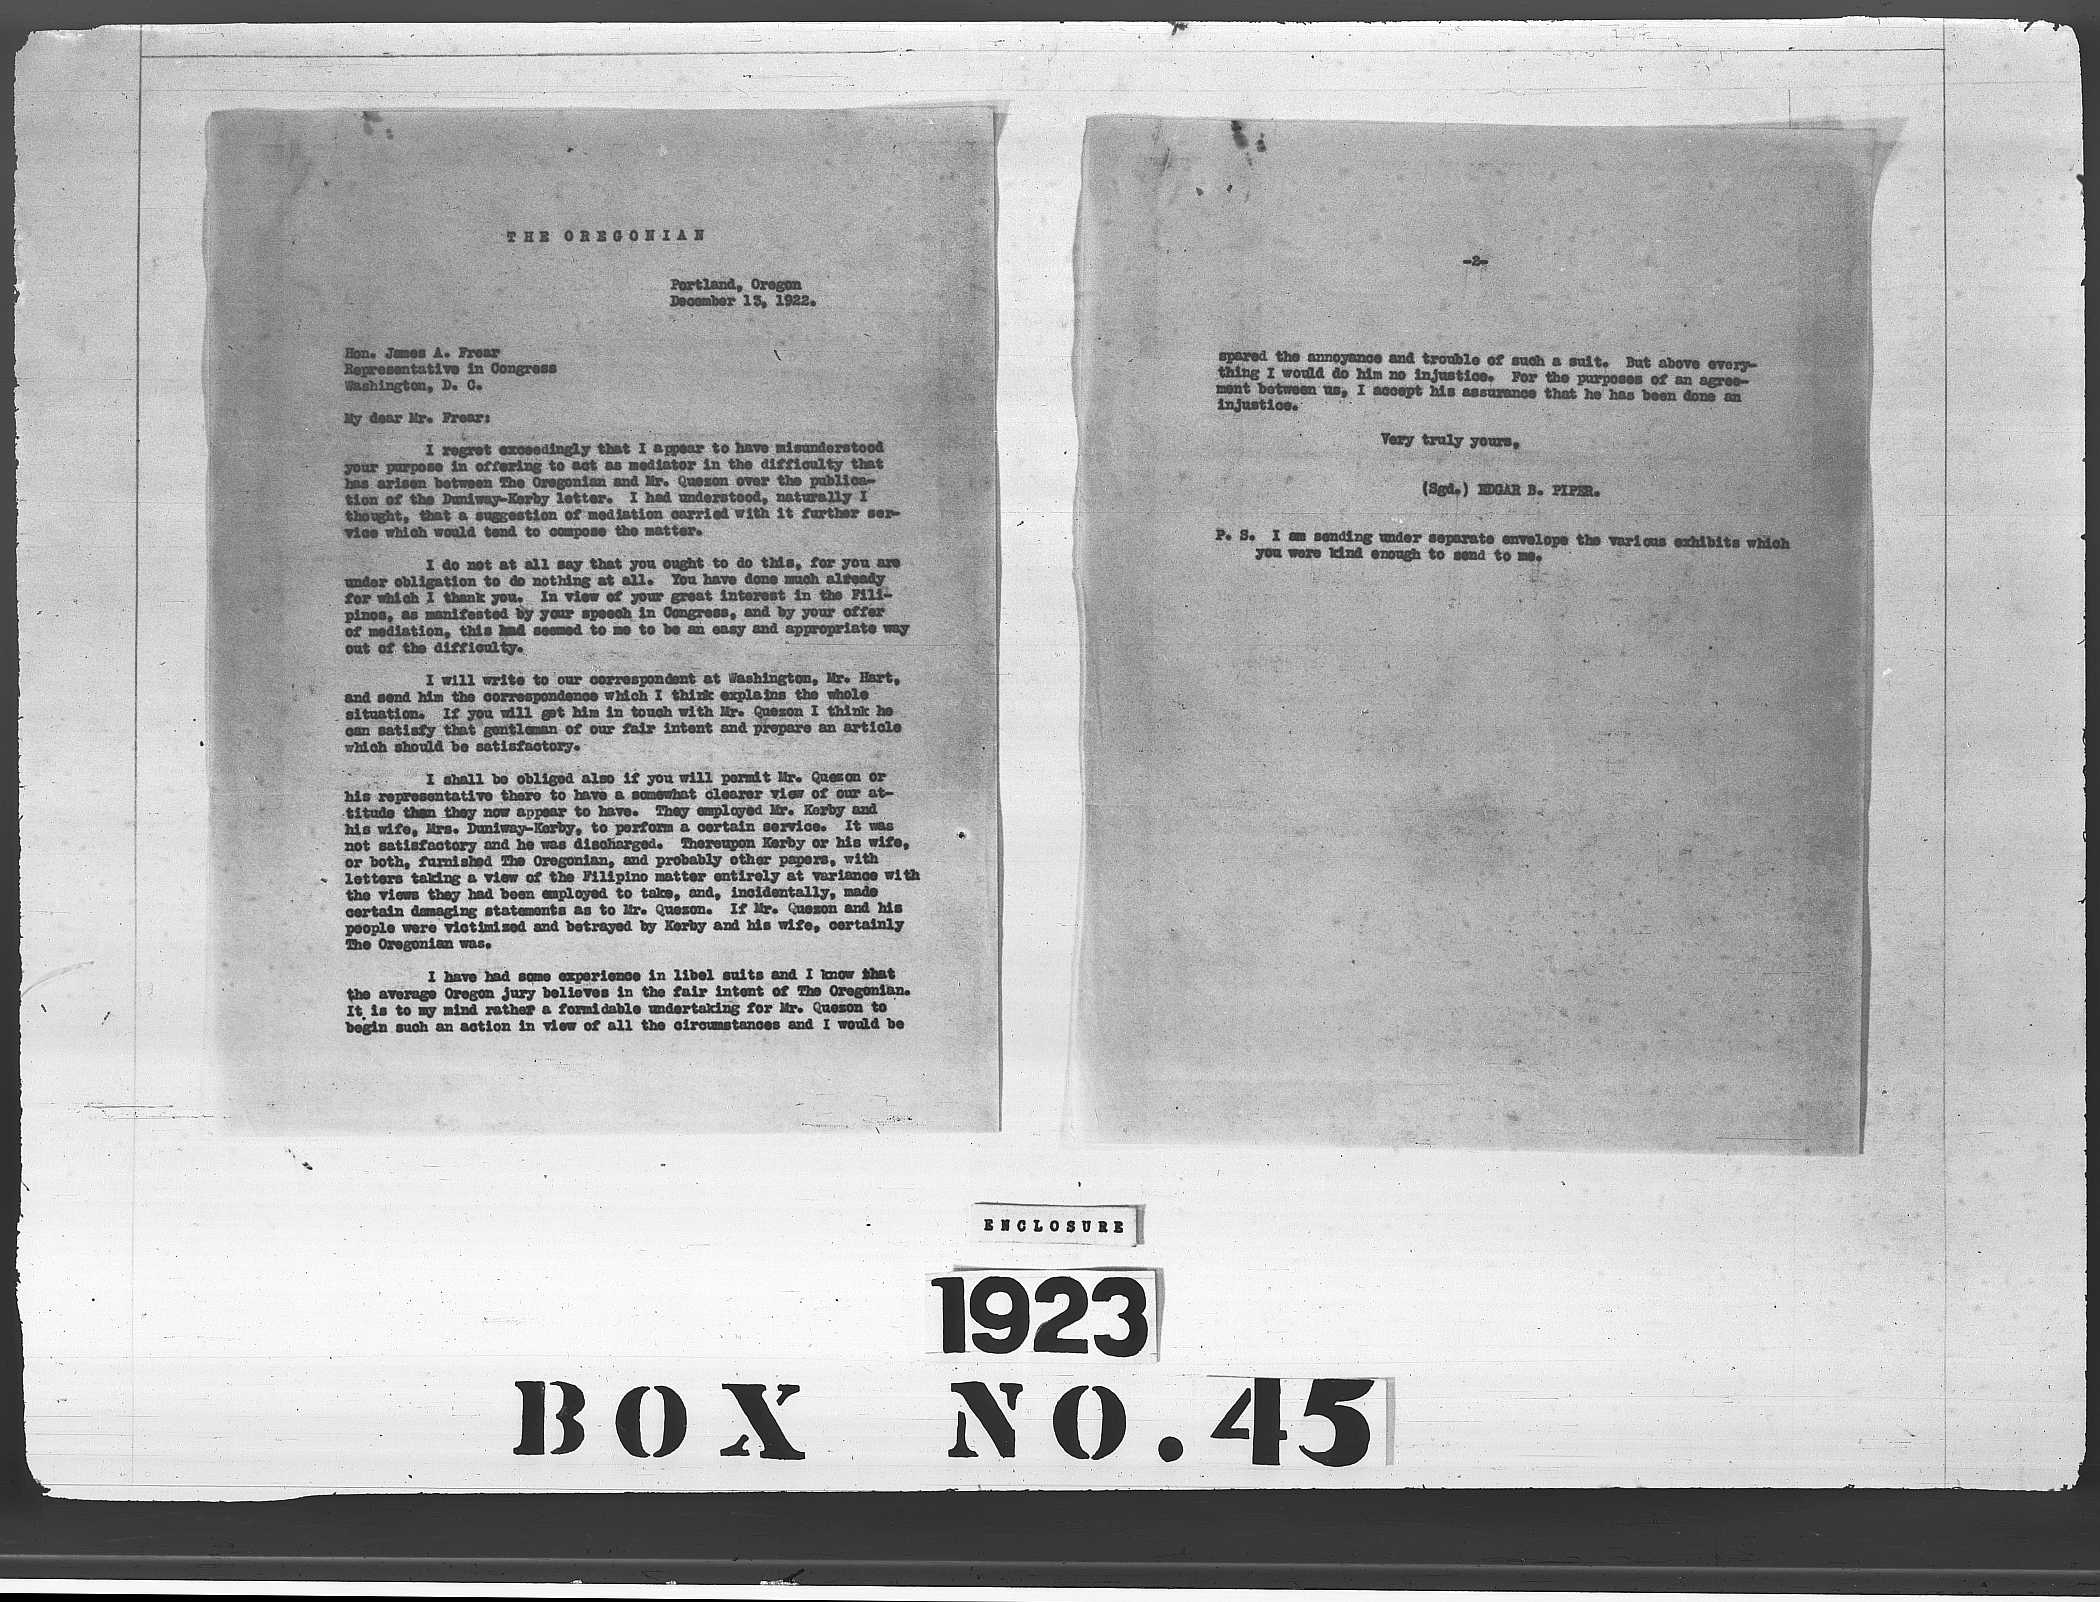 THE OREGONIAN
Portland, Oregon
December 13, 1922.
Hon. James A. Frear
Representative in Congress
Washington, D. C.
My dear Mr. Frear:
I regret exceedingly that I appear to have misunderstood
your purpose in offering to act as mediator in the difficulty that
has arisen between The Oregonian and Mr. Quezon over the publica-
tion of the Duniway-Kerby letter. I had understood, naturally I
thought, that a suggestion of mediation carried with it further ser-
vice which would tend to compose the matter.
I do not at all say that you ought to do this, for you are
under obligation to do nothing at all. You have done much already
for which I thank you. In view of your great interest in the Fili-
pinos, as manifested by your speech in Congress, and by your offer
of mediation, this had seemed to me to be an easy and appropriate way
out of the difficulty.
I will write to our correspondent at Washington, Mr. Hart,
and send him the correspondence which I think explains the whole
situation. If you will get him in touch with Mr. Quezon I think he
can satisfy that gentleman of our fair intent and prepare an article
which should be satisfactory.
I shall be obliged also if you will permit Mr. Quezon or
his representative there to have a somewhat clearer view of our at-
titude than they now appear to have. They employed Mr. Kerby and
his wife, Mrs. Duniway-Kerby, to perform a certain service. It was
not satisfactory and he was discharged. Thereupon Kerby or his wife,
or both, furnished The Oregonian, and probably other papers, with
letters taking a view of the Filipino matter entirely at variance with
the views they had been employed to take, and, incidentally, made
certain damaging statements as to Mr. Quezon. If Mr. Quezon and his
people were victimized and betrayed by Kerby and his wife, certainly
The Oregonian was.
I have had some experience in libel suits and I know that
the average Oregon jury believes in the fair intent of The Oregonian.
It is to my mind rather a formidable undertaking for Mr. Quezon to
begin such an action in view of all the circumstances and I would be
-2-
spared the annoyance and trouble of such a suit. But above every-
thing I would do him no injustice. For the purposes of an agree-
ment between us, I accept his assurance that he has been done an
injustice.
Very truly yours,
(Sgd.) EDGAR B. PIPER.
P. S. I am sending under separate envelope the various exhibits which
you were kind enough to send to me.
ENCLOSURE
1923
BOX NO. 45